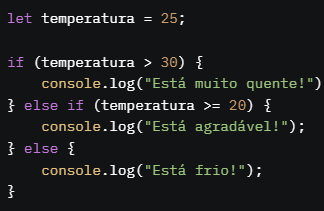 let temperatura = 25;
if (temperatura > 30) {
    console.log("Está muito quente!")
} else if (temperatura >= 20) {
    console.log("Está agradável!");
} else {
    console.log("Está frio!");
}